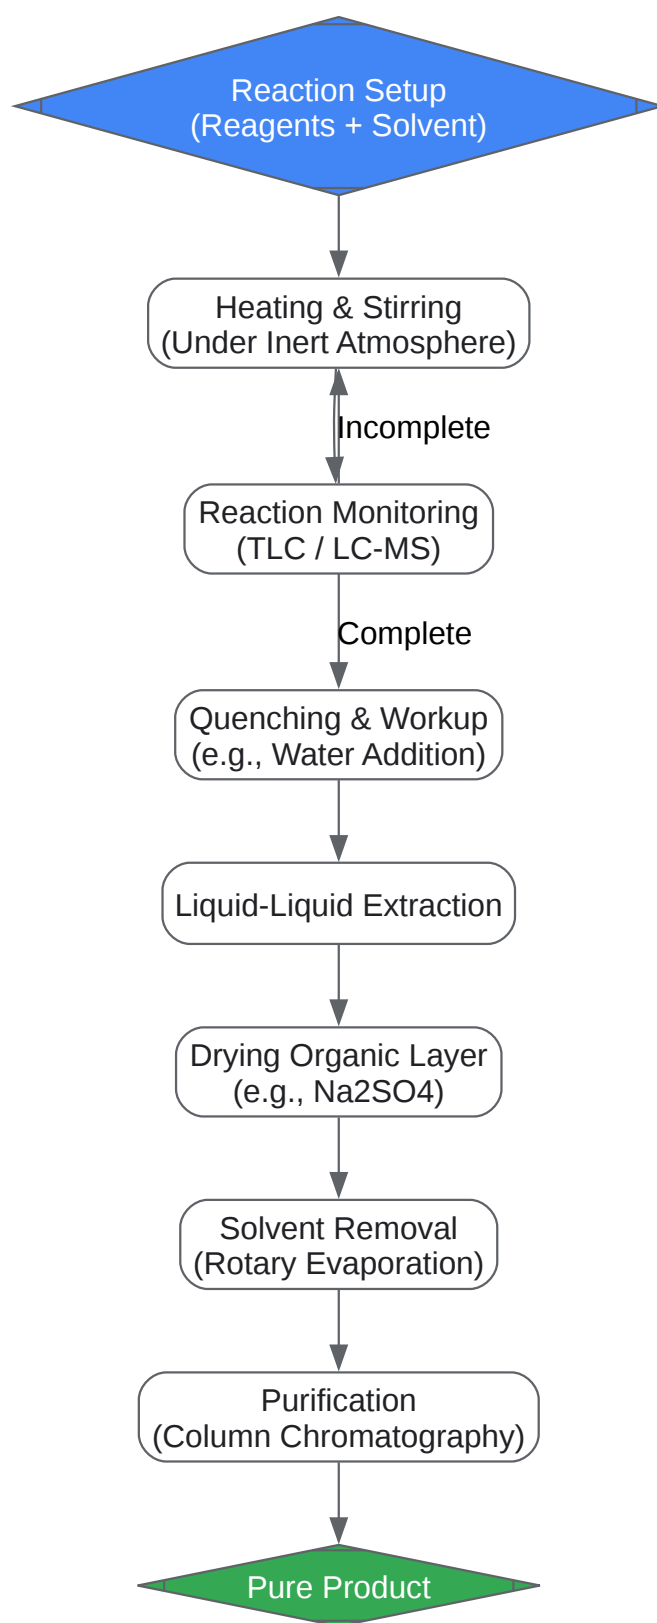 Reaction Setup
(Reagents + Solvent)
Heating & Stirring
(Under Inert Atmosphere)
Incomplete
Reaction Monitoring
(TLC / LC-MS)
Complete
Quenching & Workup
(e.g., Water Addition)
Liquid-Liquid Extraction
Drying Organic Layer
(e.g., Na2SO4)
Solvent Removal
(Rotary Evaporation)
Purification
(Column Chromatography)
Pure Product